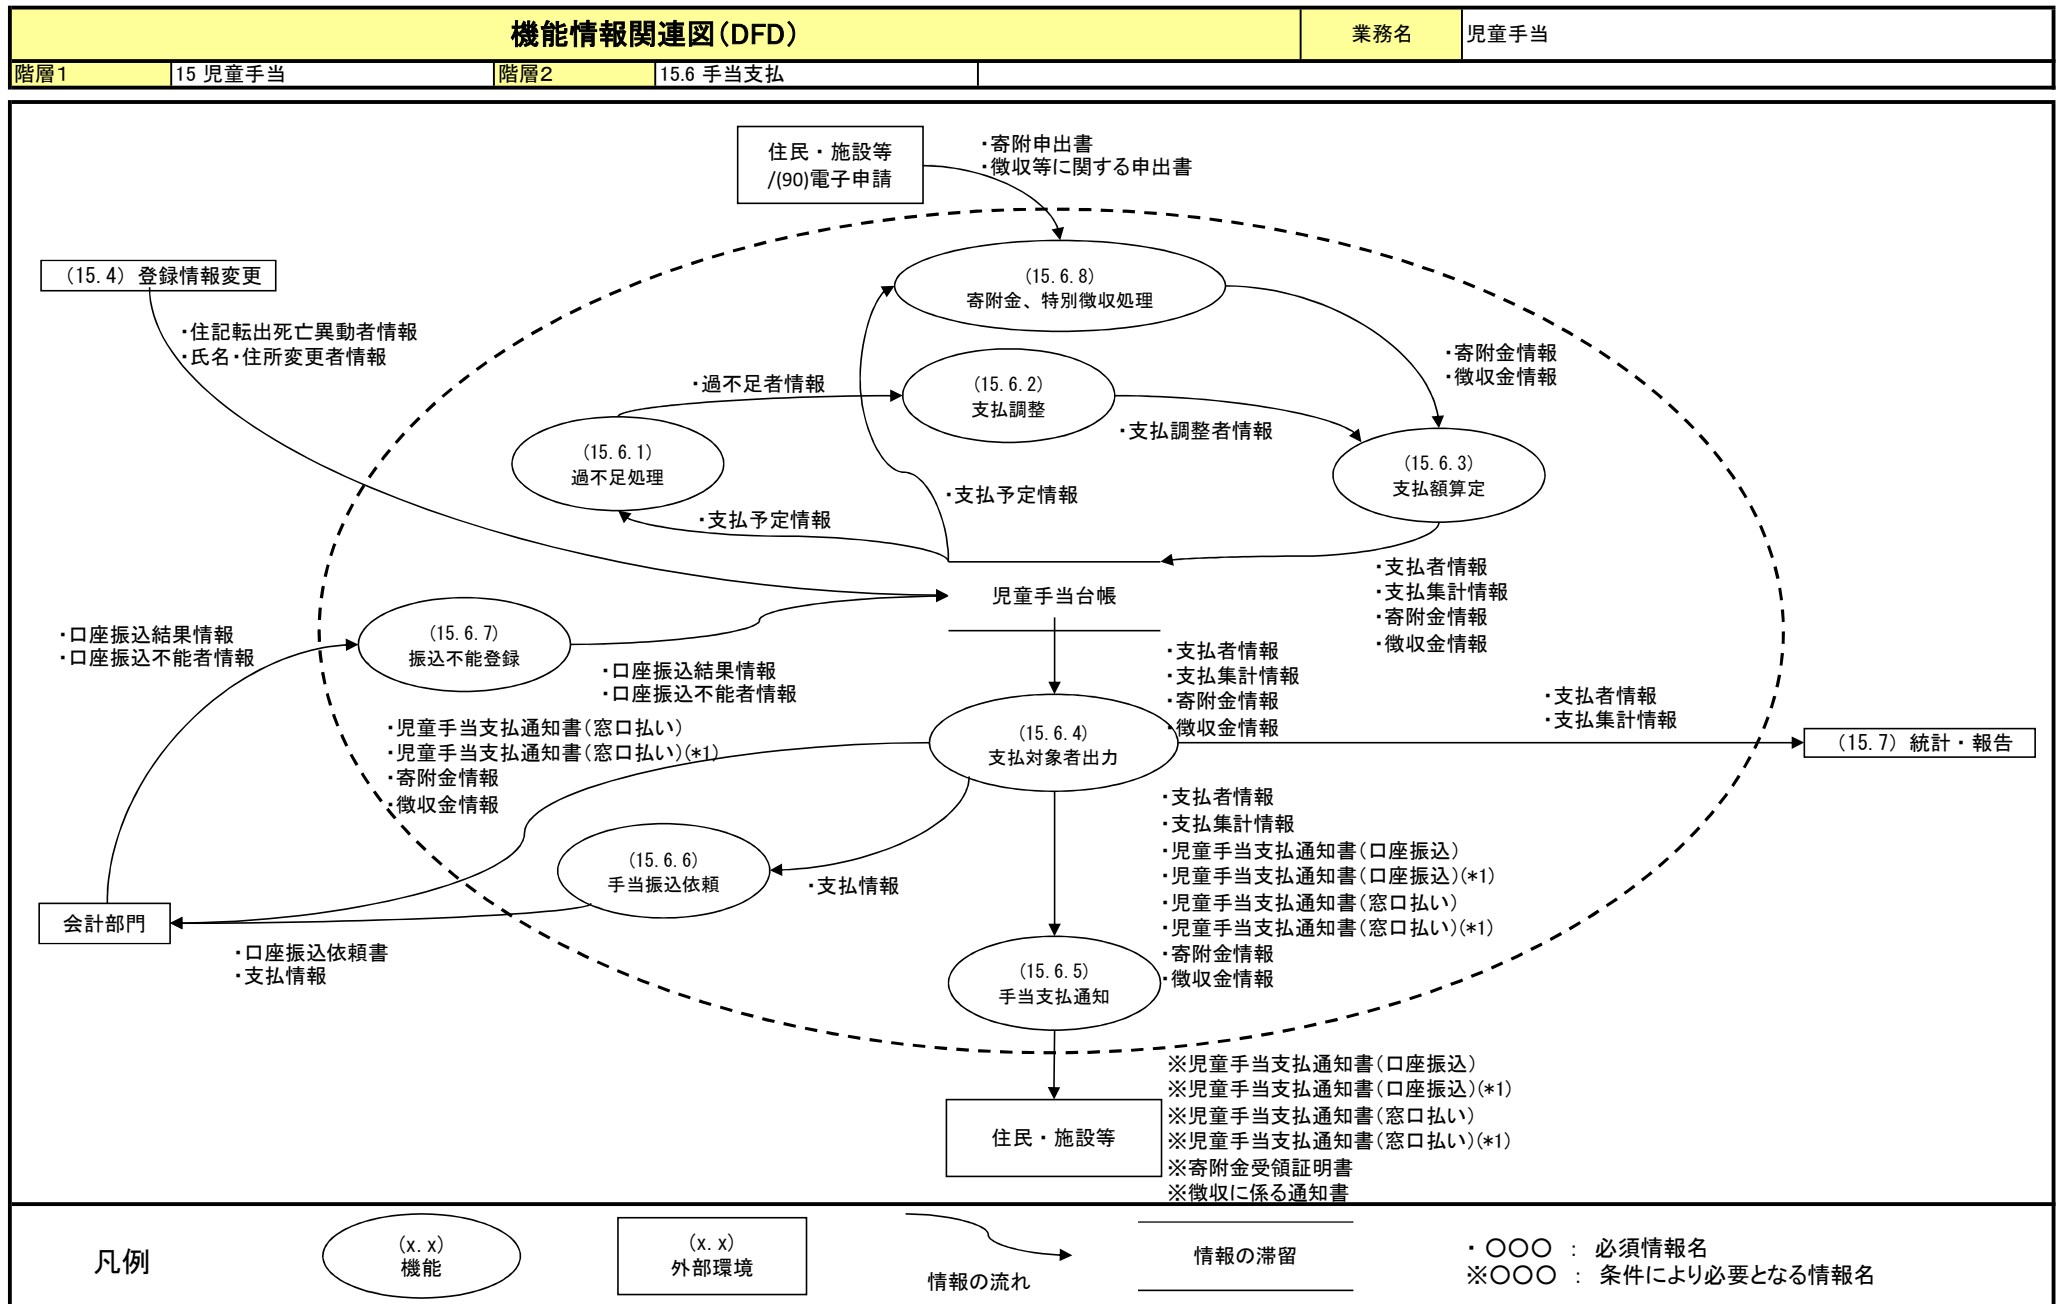 機能情報関連図（DFD）
業務名
児童手当
階層１
15 児童手当
階層２
15.6 手当支払
住民・施設等
/(90)電子申請
・寄附申出書
・徴収等に関する申出書
（15.4）登録情報変更
・住記転出死亡異動者情報
・氏名・住所変更者情報
（15.6.8）
寄附金、特別徴収処理
・寄附金情報
・徴収金情報
・過不足者情報
（15.6.2）
支払調整
・支払調整者情報
（15.6.1）
過不足処理
（15.6.3）
支払額算定
・支払予定情報
・支払予定情報
・支払者情報
・支払集計情報
・寄附金情報
・徴収金情報
児童手当台帳
・口座振込結果情報
・口座振込不能者情報
（15.6.7）
振込不能登録
・口座振込結果情報
・口座振込不能者情報
・支払者情報
・支払集計情報
・寄附金情報
・徴収金情報
・支払者情報
・支払集計情報
・児童手当支払通知書（窓口払い）
・児童手当支払通知書（窓口払い）(*1)
・寄附金情報
・徴収金情報
（15.6.4）
支払対象者出力
（15.7）統計・報告
・支払者情報
・支払集計情報
・児童手当支払通知書（口座振込）
・児童手当支払通知書（口座振込）(*1)
・児童手当支払通知書（窓口払い）
・児童手当支払通知書（窓口払い）(*1)
・寄附金情報
・徴収金情報
（15.6.6）
手当振込依頼
・支払情報
会計部門
・口座振込依頼書
・支払情報
（15.6.5）
手当支払通知
※児童手当支払通知書（口座振込）
※児童手当支払通知書（口座振込）(*1)
※児童手当支払通知書（窓口払い）
※児童手当支払通知書（窓口払い）(*1)
※寄附金受領証明書
※徴収に係る通知書
住民・施設等
凡例
（x.x）
機能
（x.x）
外部環境
情報の流れ
情報の滞留
・〇〇〇 ： 必須情報名
※〇〇〇 ： 条件により必要となる情報名